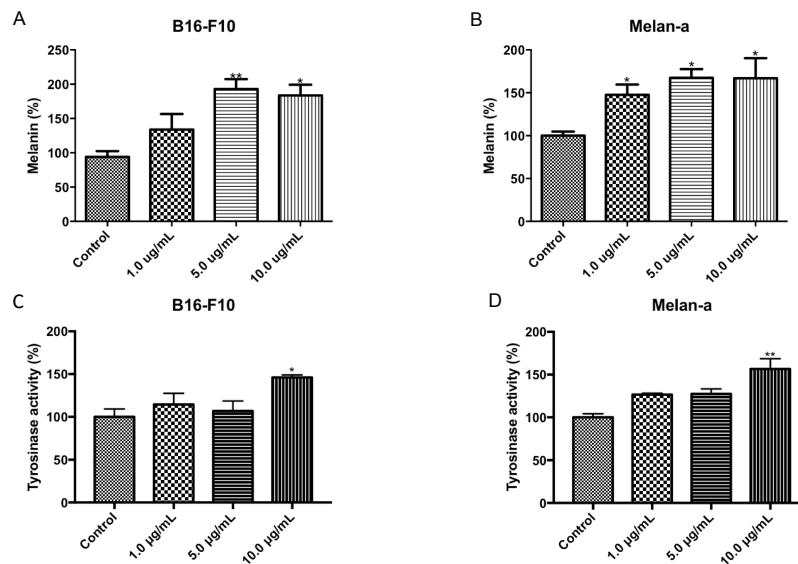 A
B16-F10
Melanin (%)
250
200
150
100
50
0
**
*
Control
1.0 ug/mL
5.0 ug/mL
10.0 ug/mL
B
Melan-a
Melanin (%)
200
150
100
50
0
*
*
*
Control
1.0 ug/mL
5.0 ug/mL
10.0 ug/mL
C
B16-F10
Tyrosinase activity (%)
200
150
100
50
0
*
Control
1.0 µg/mL
5.0 µg/mL
10.0 µg/mL
D
Melan-a
Tyrosinase activity (%)
200
150
100
50
0
**
Control
1.0 µg/mL
5.0 µg/mL
10.0 µg/mL